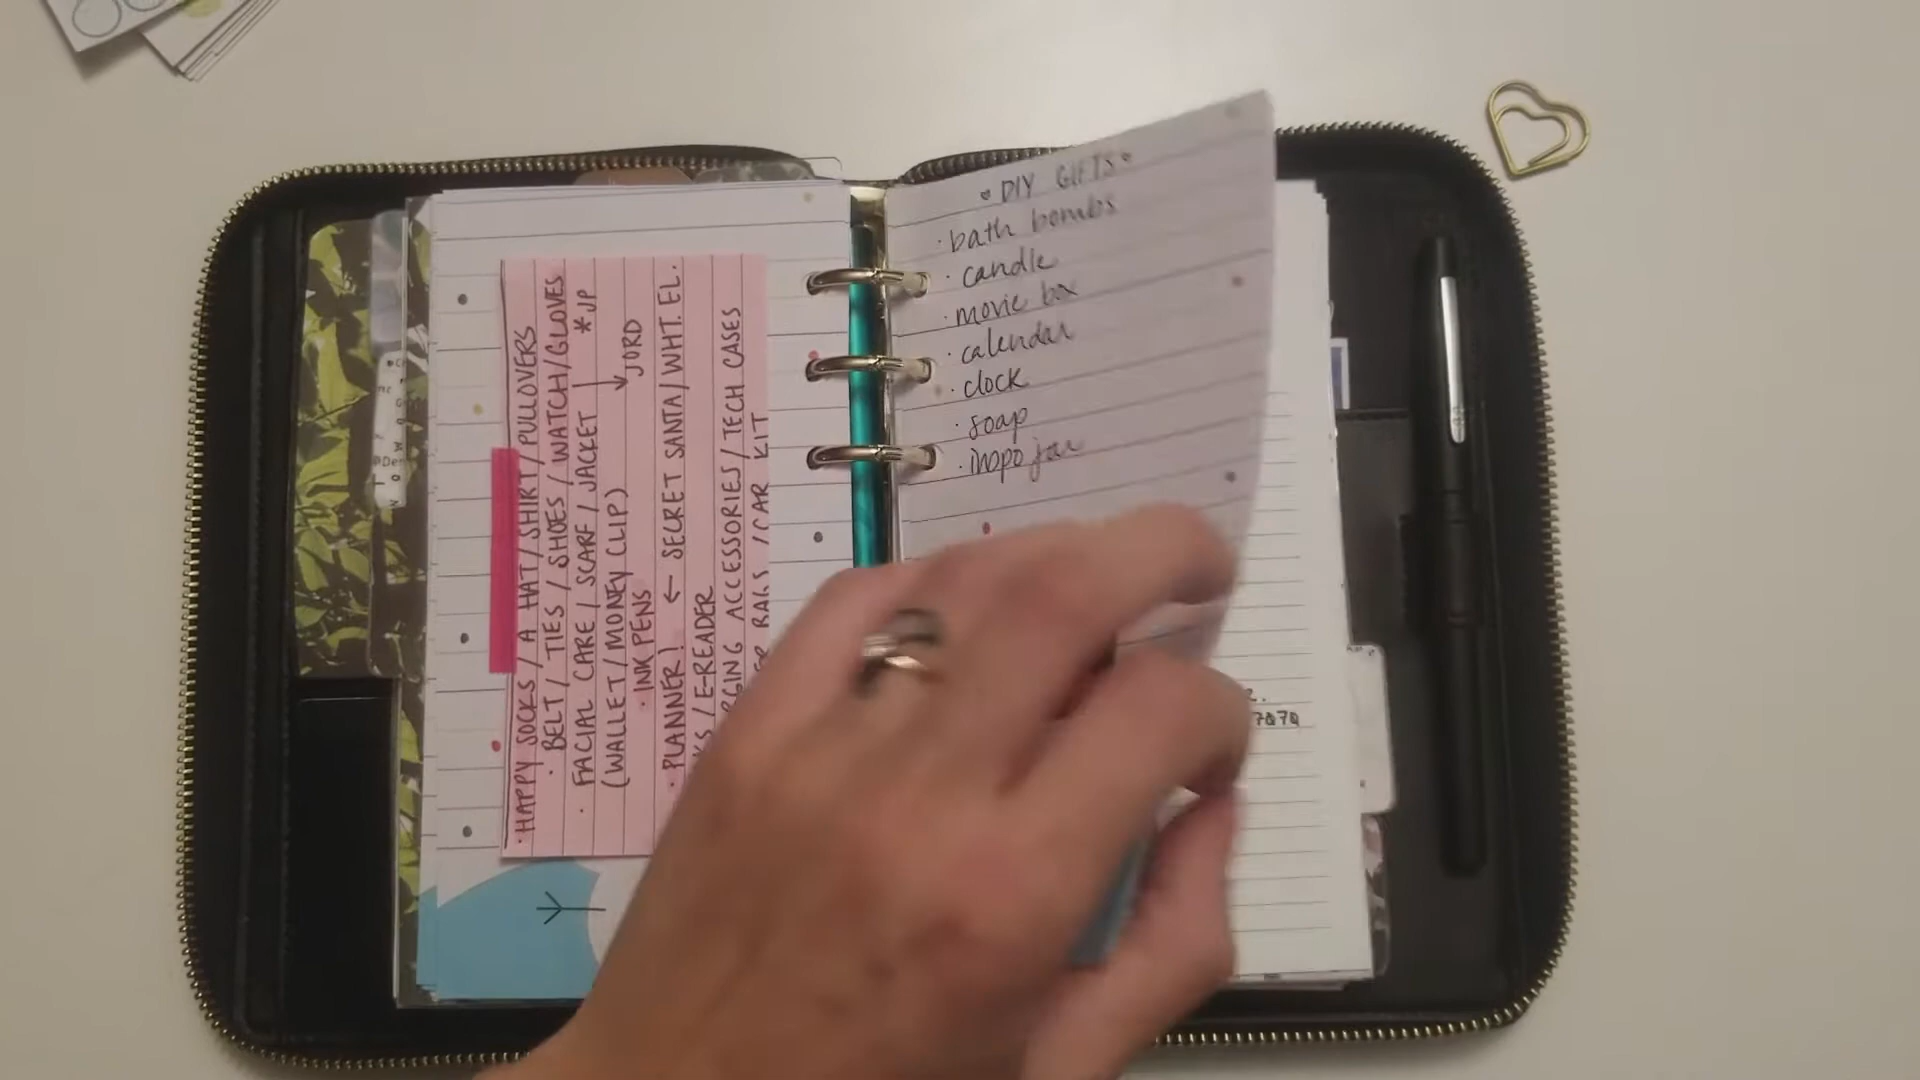 · HAPPY SOCKS / A HAT / SHIRT / PULLOVERS
· BELT / TIES / SHOES / WATCH / GLOVES
· FACIAL CARE / SCARF / JACKET
*JP
(WALLET / MONEY CLIP)
JORD
· INK PENS
· PLANNER! ← SECRET SANTA / WHT. EL.
/ E-READER
ACCESSORIES / TECH CASES
/ CAR KIT
DIY GIFTS
· bath bombs
· candle
· movie box
· calendar
· clock
· soap
· inspo jar